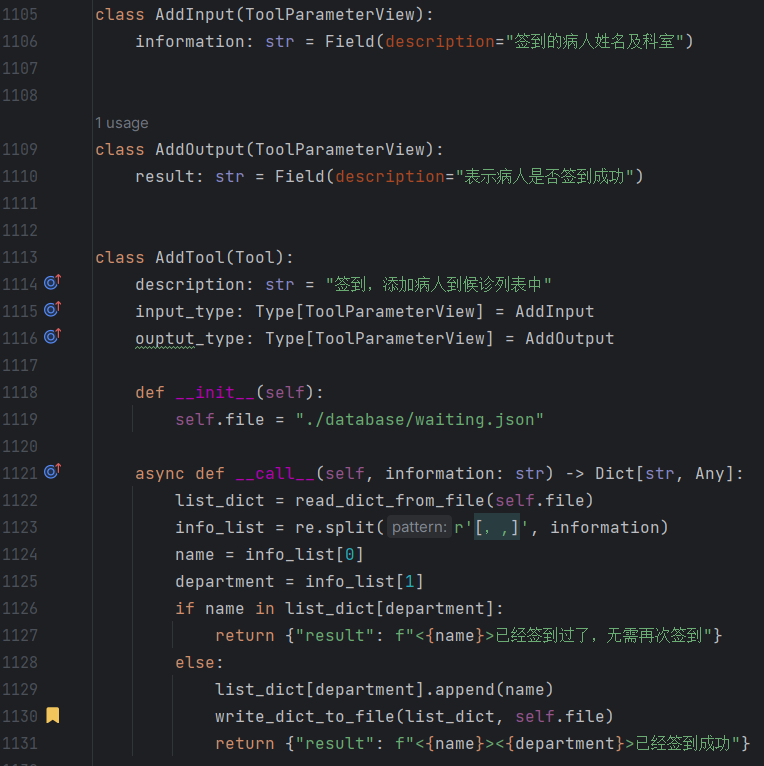 1105 class AddInput(ToolParameterView):
1106     information: str = Field(description="签到的病人姓名及科室")
1107
1108
1 usage
1109 class AddOutput(ToolParameterView):
1110     result: str = Field(description="表示病人是否签到成功")
1111
1112
1113 class AddTool(Tool):
1114     description: str = "签到，添加病人到候诊列表中"
1115     input_type: Type[ToolParameterView] = AddInput
1116     ouptut_type: Type[ToolParameterView] = AddOutput
1117
1118     def __init__(self):
1119         self.file = "./database/waiting.json"
1120
1121     async def __call__(self, information: str) -> Dict[str, Any]:
1122         list_dict = read_dict_from_file(self.file)
1123         info_list = re.split( pattern: r'[，,]', information)
1124         name = info_list[0]
1125         department = info_list[1]
1126         if name in list_dict[department]:
1127             return {"result": f"<{name}>已经签到过了，无需再次签到"}
1128         else:
1129             list_dict[department].append(name)
1130             write_dict_to_file(list_dict, self.file)
1131             return {"result": f"<{name}><{department}>已经签到成功"}